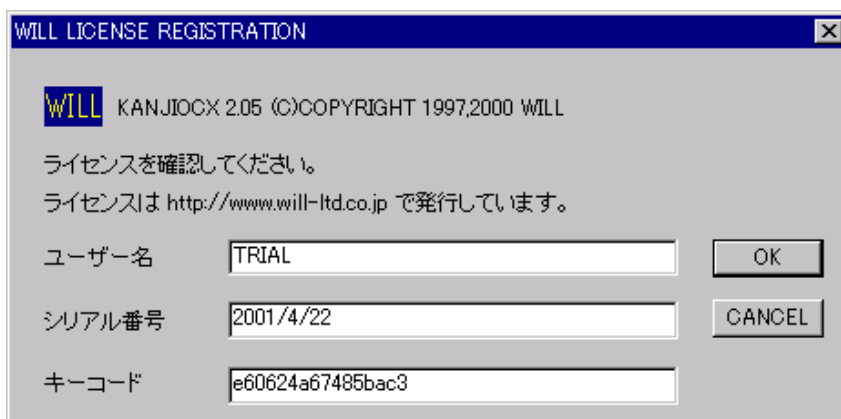 WILL LICENSE REGISTRATION
WILL KANJIOCX 2.05 (C)COPYRIGHT 1997,2000 WILL
ライセンスを確認してください。
ライセンスは http://www.will-ltd.co.jp で発行しています。
ユーザー名 TRIAL OK
シリアル番号 2001/4/22 CANCEL
キーコード e60624a67485bac3